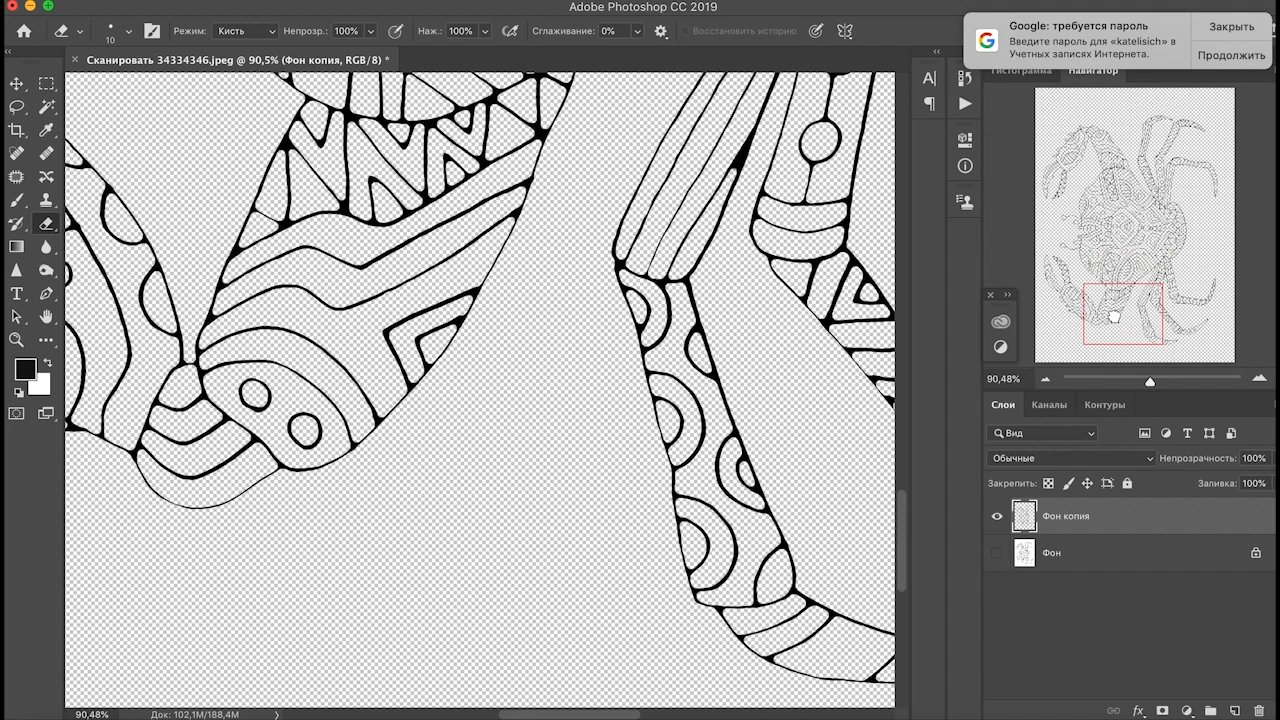 Adobe Photoshop CC 2019
10
Режим: Кисть
Непрозр.: 100%
Наж.: 100%
Сглаживание: 0%
Восстановить историю
Google: требуется пароль
Введите пароль для «katelisich» в
Учетных записях Интернета.
Закрыть
Продолжить
Сканировать 34334346.jpeg @ 90,5% (Фон копия, RGB/8) *
Гистограмма
Навигатор
90,48%
Слои
Каналы
Контуры
Вид
Обычные
Непрозрачность: 100%
Закрепить:
Заливка: 100%
Фон копия
Фон
90,48%
Док: 102,1M/188,4M